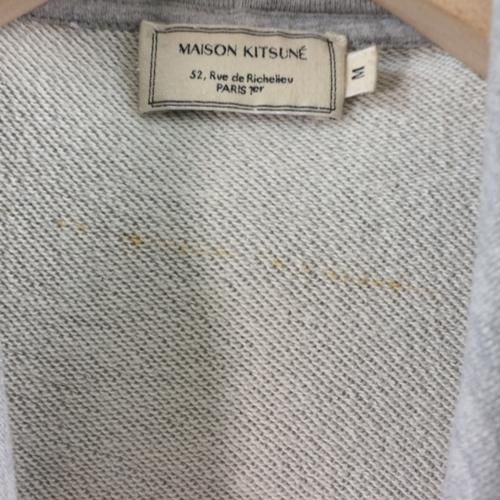 MAISON KITSUNÉ
52, Rue de Richelieu
PARIS 1er
M